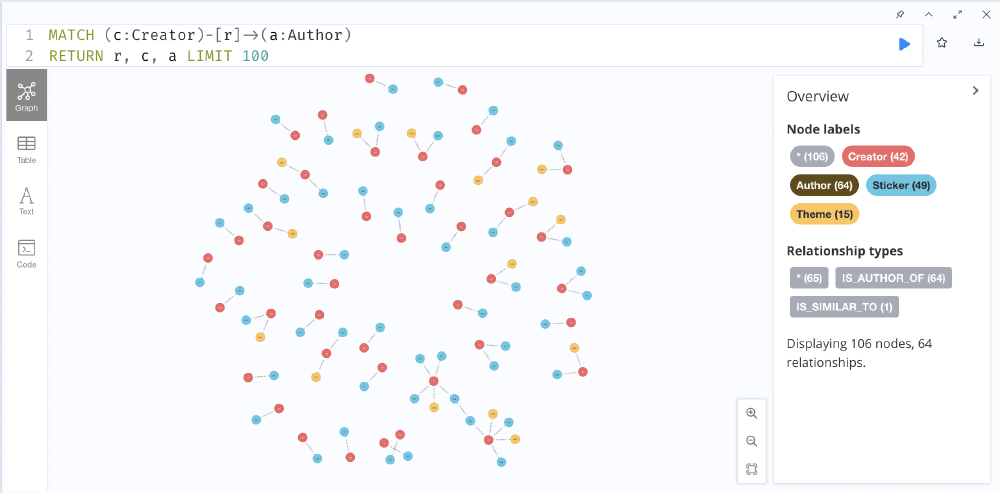 1 MATCH (c:Creator)-[r]->(a:Author)
2 RETURN r, c, a LIMIT 100
Graph
Table
Text
Code
Overview
Node labels
* (106) Creator (42)
Author (64) Sticker (49)
Theme (15)
Relationship types
* (65) IS_AUTHOR_OF (64)
IS_SIMILAR_TO (1)
Displaying 106 nodes, 64
relationships.